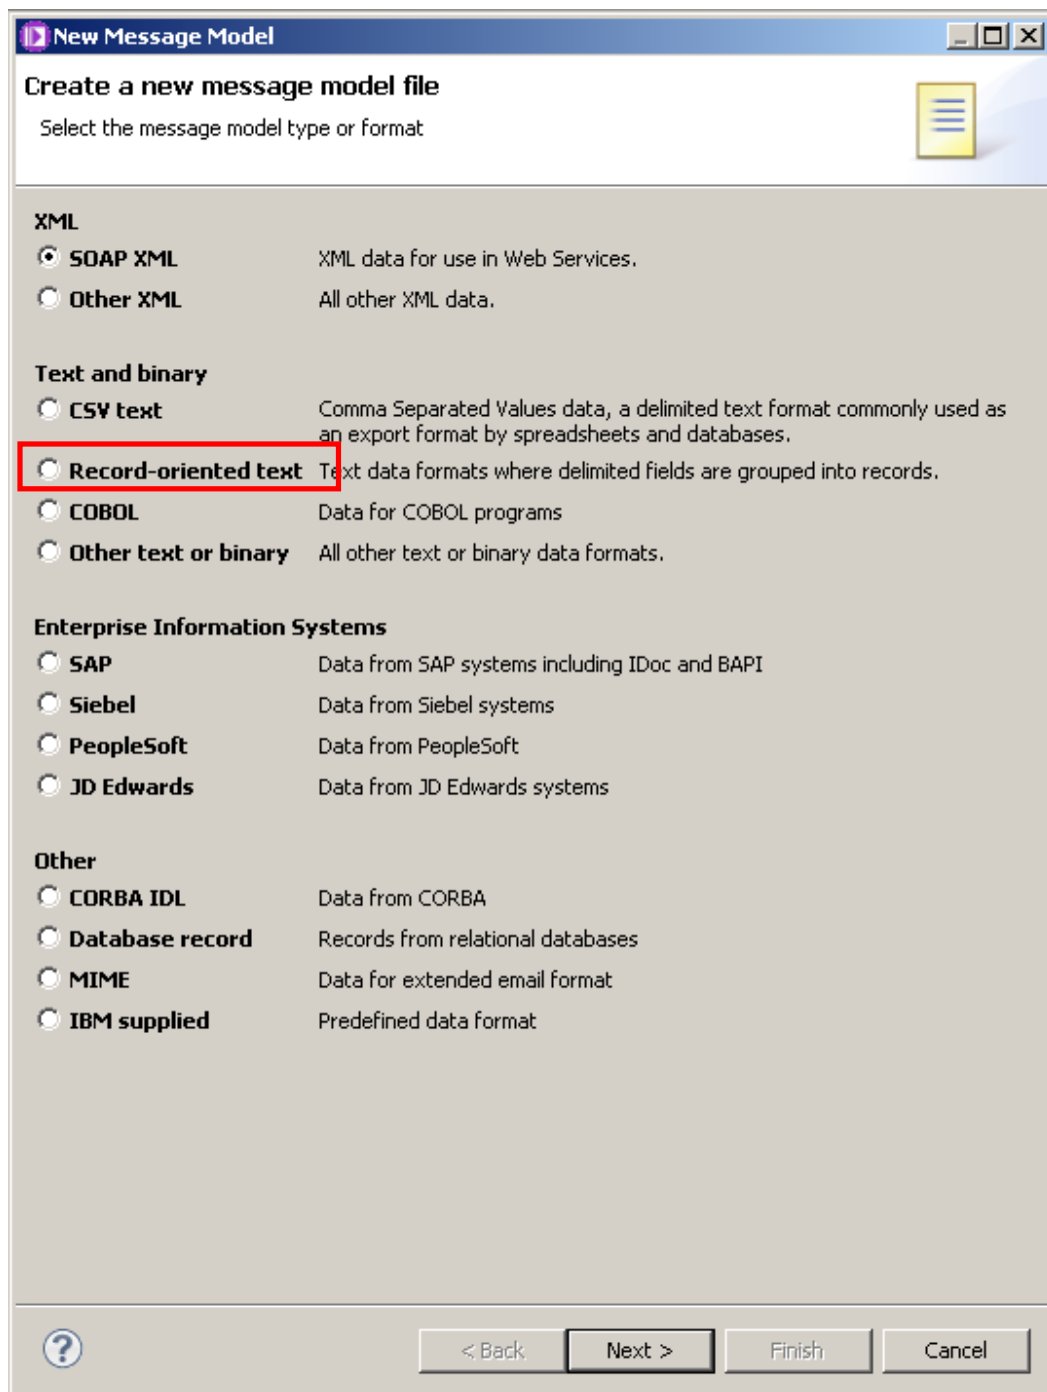 New Message Model
Create a new message model file
Select the message model type or format
XML
SOAP XML XML data for use in Web Services.
Other XML All other XML data.
Text and binary
CSV text Comma Separated Values data, a delimited text format commonly used as
an export format by spreadsheets and databases.
Record-oriented text Text data formats where delimited fields are grouped into records.
COBOL Data for COBOL programs
Other text or binary All other text or binary data formats.
Enterprise Information Systems
SAP Data from SAP systems including IDoc and BAPI
Siebel Data from Siebel systems
PeopleSoft Data from PeopleSoft
JD Edwards Data from JD Edwards systems
Other
CORBA IDL Data from CORBA
Database record Records from relational databases
MIME Data for extended email format
IBM supplied Predefined data format
? < Back Next > Finish Cancel